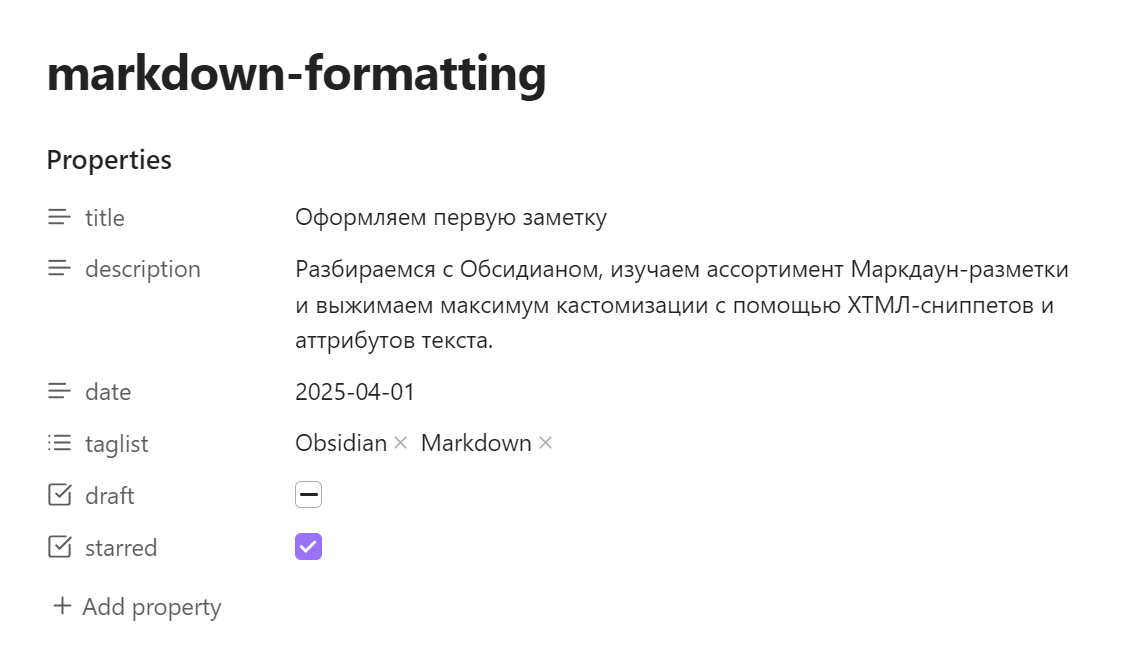 markdown-formatting
Properties
title Оформляем первую заметку
description Разбираемся с Обсидианом, изучаем ассортимент Маркдаун-разметки
и выжимаем максимум кастомизации с помощью ХТМЛ-сниппетов и
аттрибутов текста.
date 2025-04-01
taglist Obsidian × Markdown ×
draft
starred
+ Add property